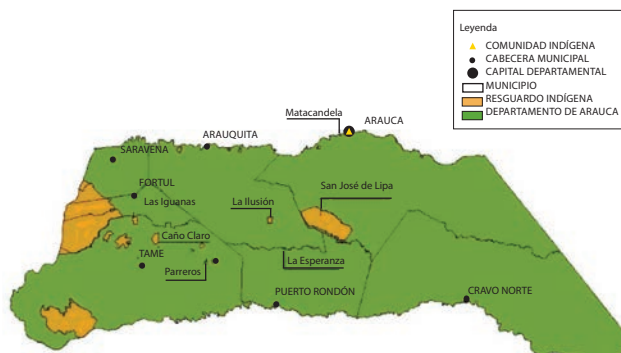 Leyenda
COMUNIDAD INDÍGENA
CABECERA MUNICIPAL
CAPITAL DEPARTAMENTAL
MUNICIPIO
RESGUARDO INDÍGENA
DEPARTAMENTO DE ARAUCA
Matacandela
ARAUCA
ARAUQUITA
SARAVENA
FORTUL
Las Iguanas
La Ilusión
San José de Lipa
Caño Claro
TAME
Parreros
La Esperanza
PUERTO RONDÓN
CRAVO NORTE